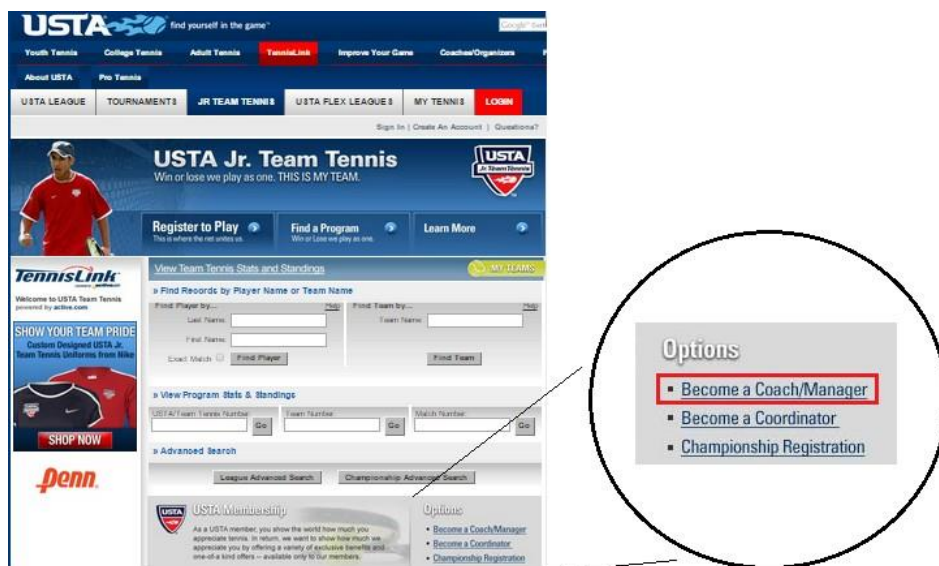 USTA find yourself in the game
Youth Tennis College Tennis Adult Tennis TennisLink Improve Your Game Coaches/Organizers
About USTA Pro Tennis
USTA LEAGUE TOURNAMENTS JR TEAM TENNIS USTA FLEX LEAGUES MY TENNIS LOGIN
Sign In | Create An Account | Questions?
USTA Jr. Team Tennis
Win or lose we play as one. THIS IS MY TEAM.
USTA
Jr. Team Tennis
Register to Play Find a Program Learn More
This is where the net unites us. Win or Lose we play as one.
TennisLink
Welcome to USTA Team Tennis
powered by active.com
SHOW YOUR TEAM PRIDE
Custom Designed USTA Jr.
Team Tennis Uniforms from Nike
SHOP NOW
Penn
View Team Tennis Stats and Standings MY TEAMS
» Find Records by Player Name or Team Name
Find Player by... Help Find Team by... Help
Last Name: Team Name:
First Name:
Exact Match Find Player Find Team
» View Program Stats & Standings
USTA/Team Tennis Number: Team Number: Match Number:
Go Go Go
» Advanced Search
League Advanced Search Championship Advanced Search
USTA
USTA Membership
As a USTA member, you show the world how much you
appreciate tennis. In return, we want to show how much we
appreciate you by offering a variety of exclusive benefits and
one-of-a kind offers – available only to our members.
Options
Become a Coach/Manager
Become a Coordinator
Championship Registration
Options
Become a Coach/Manager
Become a Coordinator
Championship Registration